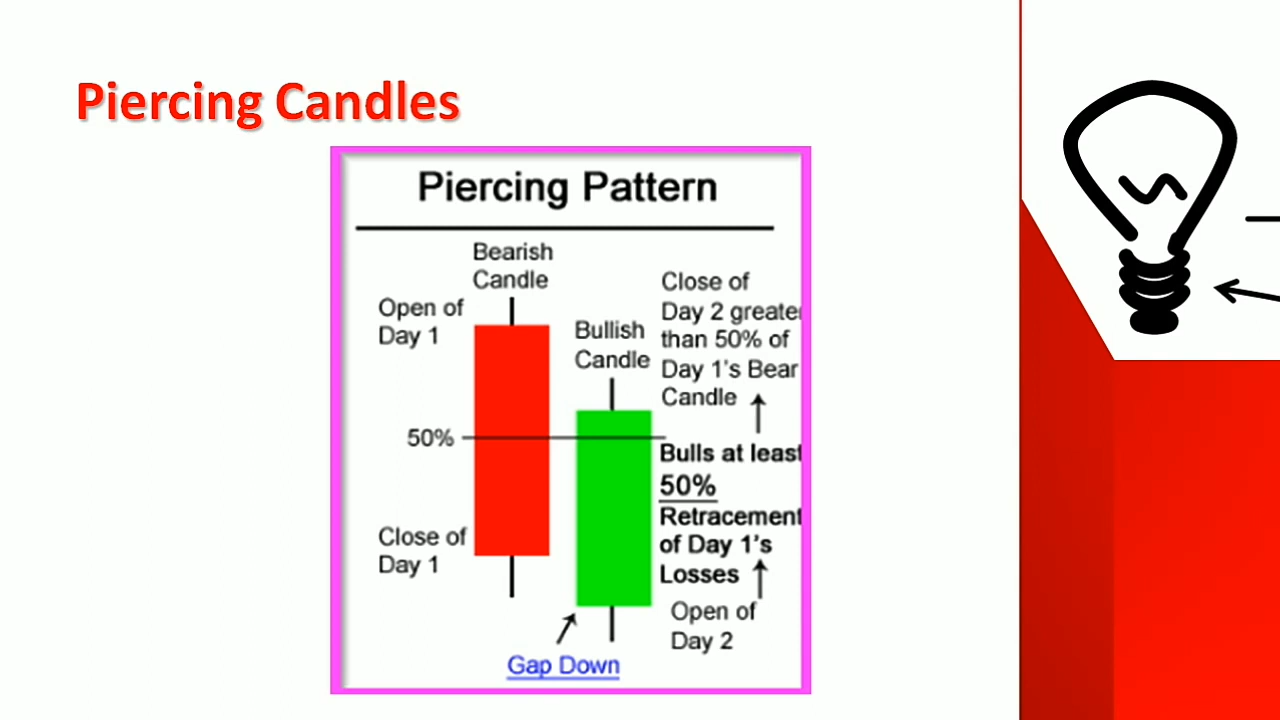 Piercing Candles
Piercing Pattern
Bearish
Candle
Open of
Day 1
Bullish
Candle
Close of
Day 2 greater
than 50% of
Day 1's Bear
Candle
50%
Bulls at least
50%
Retracement
of Day 1's
Losses
Close of
Day 1
Open of
Day 2
Gap Down